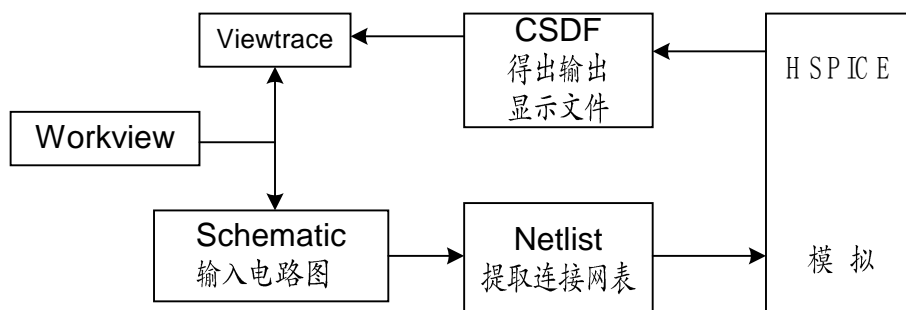 Viewtrace
CSDF
得出输出
显示文件
HSPICE
Workview
Schematic
输入电路图
Netlist
提取连接网表
模拟